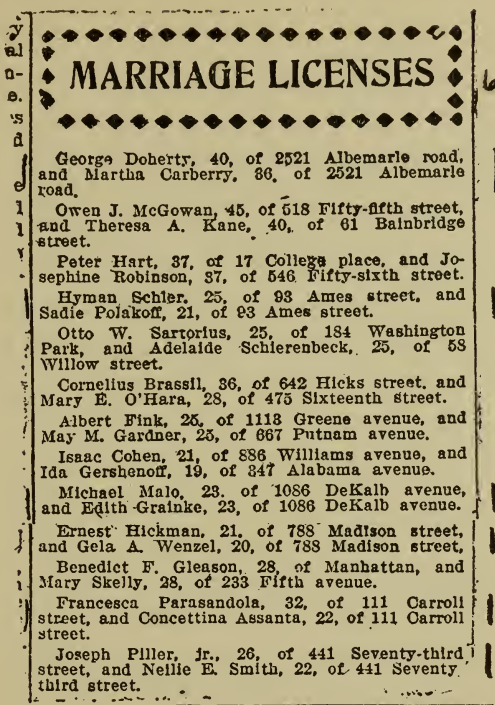 MARRIAGE LICENSES
George Doherty, 40, of 2521 Albemarle road,
and Martha Carberry, 36, of 2521 Albemarle
road.
Owen J. McGowan, 45, of 518 Fifty-fifth street,
and Theresa A. Kane, 40, of 61 Bainbridge
street.
Peter Hart, 37, of 17 College place, and Jo-
sephine Robinson, 37, of 546 Fifty-sixth street.
Hyman Schler, 25, of 93 Ames street, and
Sadie Polakoff, 21, of 93 Ames street.
Otto W. Sartorius, 25, of 184 Washington
Park, and Adelaide Schierenbeck, 25, of 58
Willow street.
Cornelius Brassil, 36, of 642 Hicks street, and
Mary E. O'Hara, 28, of 475 Sixteenth street.
Albert Fink, 25, of 1113 Greene avenue, and
May M. Gardner, 25, of 667 Putnam avenue.
Isaac Cohen, 21, of 886 Williams avenue, and
Ida Gershenoff, 19, of 347 Alabama avenue.
Michael Malo, 23, of 1086 DeKalb avenue,
and Edith Grainke, 23, of 1086 DeKalb avenue.
Ernest Hickman, 21, of 788 Madison street,
and Gela A. Wenzel, 20, of 788 Madison street,
Benedict F. Gleason, 28, of Manhattan, and
Mary Skelly, 28, of 233 Fifth avenue.
Francesca Parasandola, 32, of 111 Carroll
street, and Concettina Assanta, 22, of 111 Carroll
street.
Joseph Piller, jr., 26, of 441 Seventy-third
street, and Nellie E. Smith, 22, of 441 Seventy
third street.